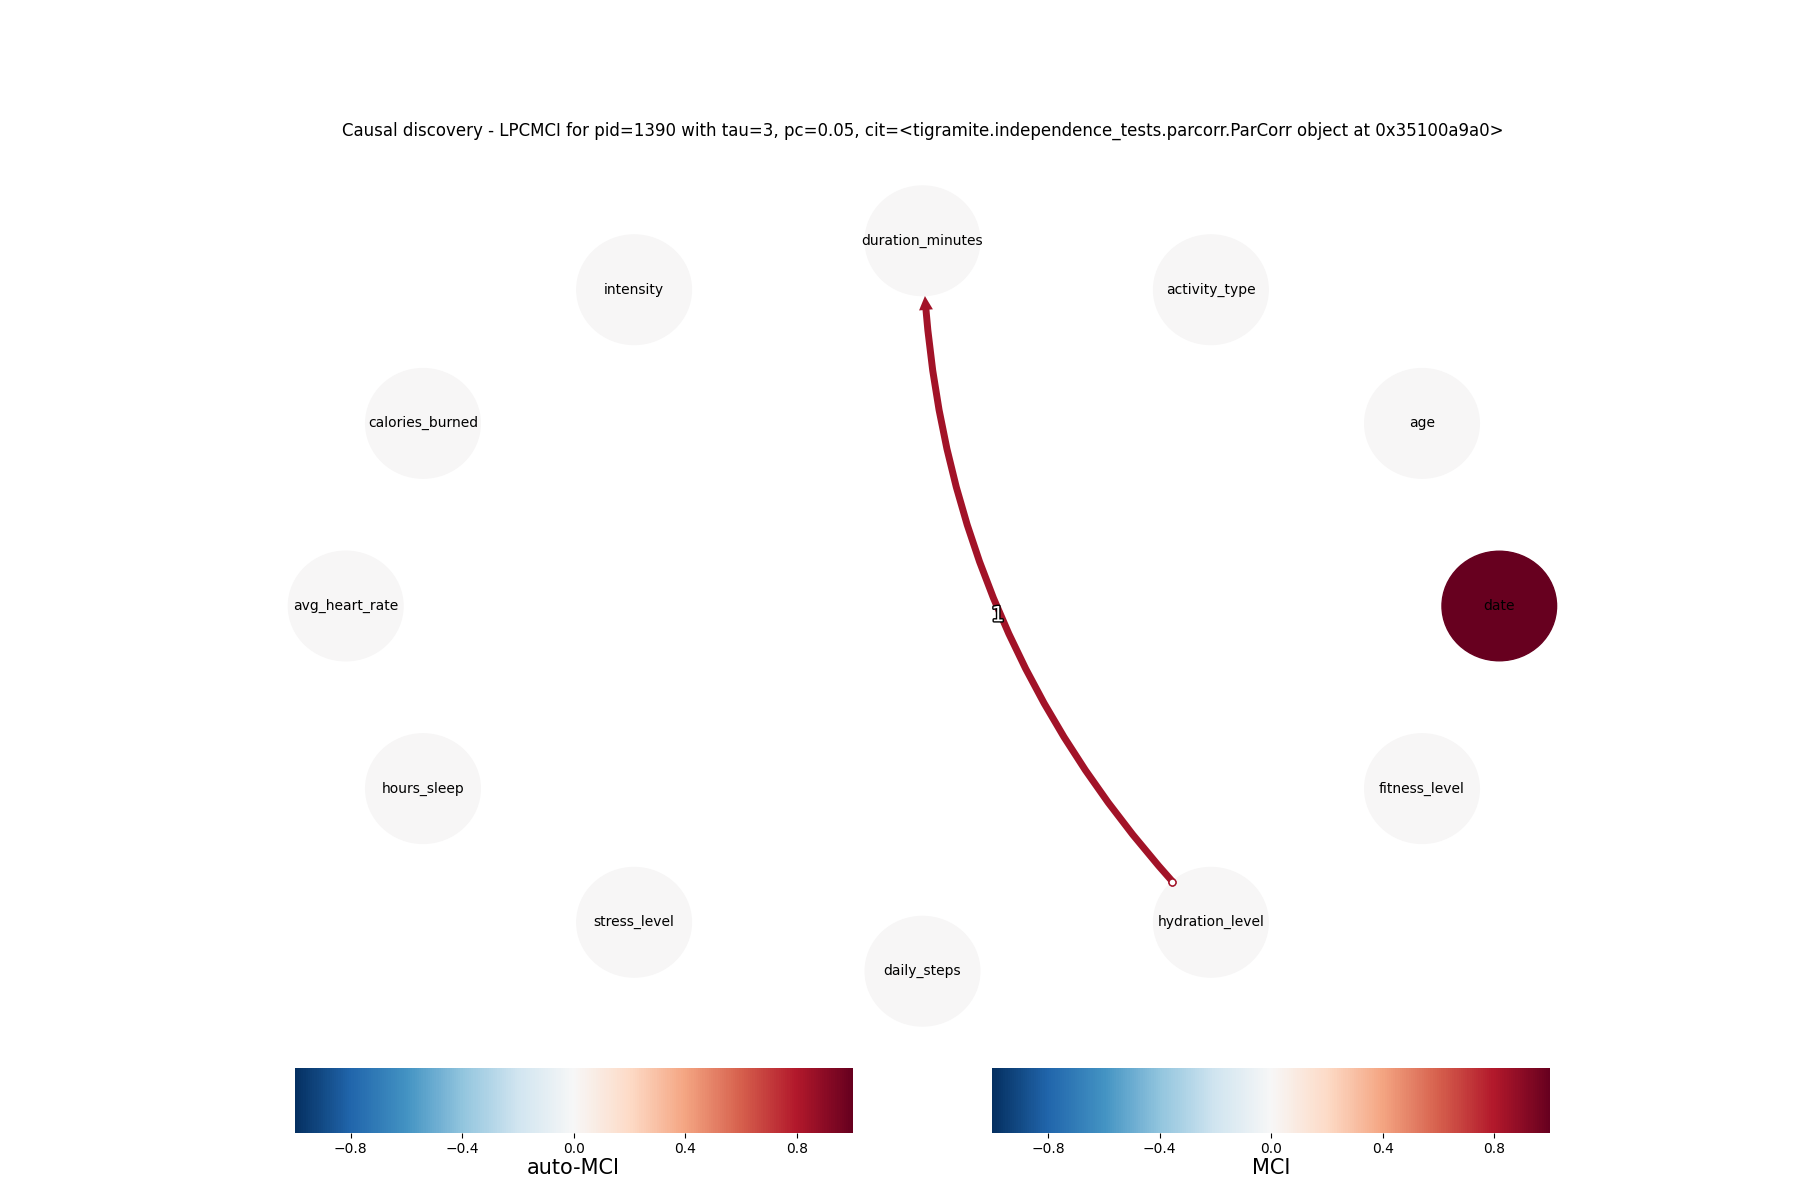 Causal discovery - LPCMCI for pid=1390 with tau=3, pc=0.05, cit=<tigramite.independence_tests.parcorr.ParCorr object at 0x35100a9a0>
duration_minutes
intensity
activity_type
calories_burned
age
avg_heart_rate
date
1
hours_sleep
fitness_level
stress_level
hydration_level
daily_steps
−0.8 −0.4 0.0 0.4 0.8
auto-MCI
−0.8 −0.4 0.0 0.4 0.8
MCI